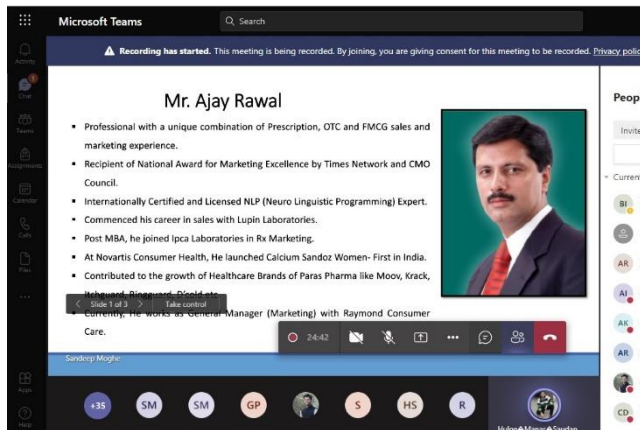 Microsoft Teams
Search
Recording has started. This meeting is being recorded. By joining, you are giving consent for this meeting to be recorded. Privacy polic
Activity
Chat
Teams
Assignments
Calendar
Calls
Files
Apps
Help
Mr. Ajay Rawal
Professional with a unique combination of Prescription, OTC and FMCG sales and
marketing experience.
Recipient of National Award for Marketing Excellence by Times Network and CMO
Council.
Internationally Certified and Licensed NLP (Neuro Linguistic Programming) Expert.
Commenced his career in sales with Lupin Laboratories.
Post MBA, he joined Ipca Laboratories in Rx Marketing.
At Novartis Consumer Health, He launched Calcium Sandoz Women- First in India.
Contributed to the growth of Healthcare Brands of Paras Pharma like Moov, Krack,
Itchguard, Ringguard, D'cold etc
Slide 1 of 3
Take control
Currently, He works as General Manager (Marketing) with Raymond Consumer
Care.
24:42
Sandeep Moghe
+35
SM
SM
GP
S
HS
R
Peop
Invite
Current
BI
AR
AI
AK
AR
CD